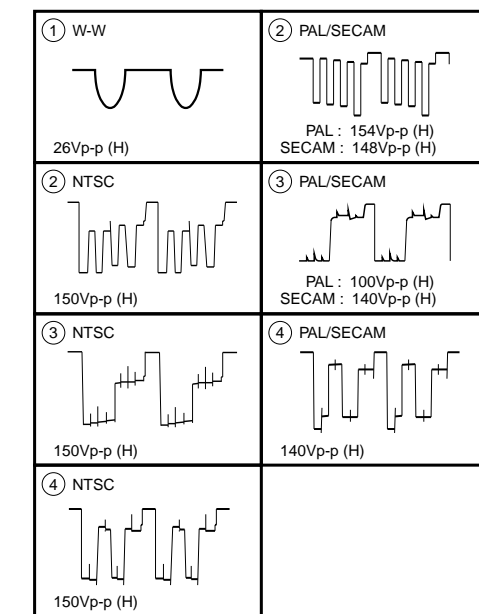 ① W-W
26Vp-p (H)
② PAL/SECAM
PAL : 154Vp-p (H)
SECAM : 148Vp-p (H)
② NTSC
150Vp-p (H)
③ PAL/SECAM
PAL : 100Vp-p (H)
SECAM : 140Vp-p (H)
③ NTSC
150Vp-p (H)
④ PAL/SECAM
140Vp-p (H)
④ NTSC
150Vp-p (H)